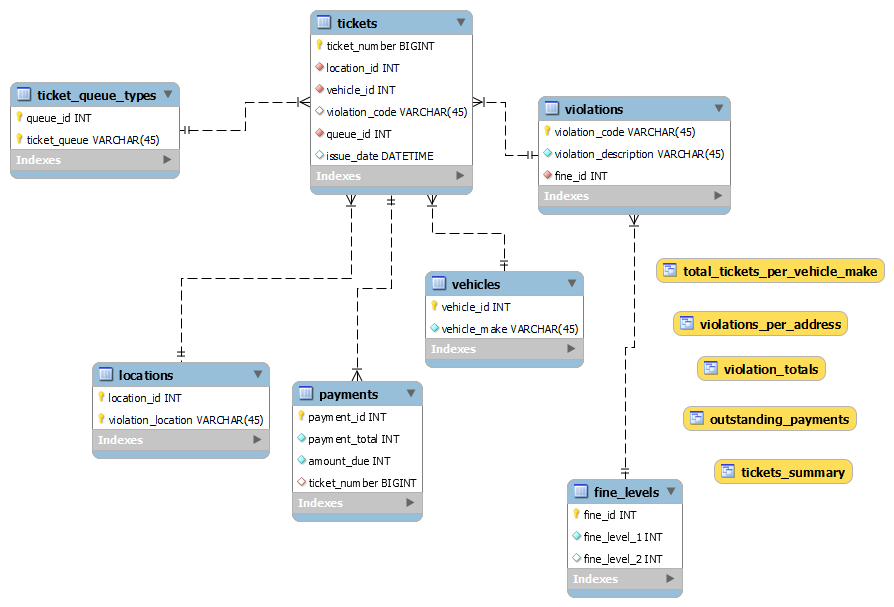 tickets
ticket_number BIGINT
location_id INT
vehicle_id INT
violation_code VARCHAR(45)
queue_id INT
issue_date DATETIME
Indexes
ticket_queue_types
queue_id INT
ticket_queue VARCHAR(45)
Indexes
violations
violation_code VARCHAR(45)
violation_description VARCHAR(45)
fine_id INT
Indexes
vehicles
vehicle_id INT
vehicle_make VARCHAR(45)
Indexes
locations
location_id INT
violation_location VARCHAR(45)
Indexes
payments
payment_id INT
payment_total INT
amount_due INT
ticket_number BIGINT
Indexes
fine_levels
fine_id INT
fine_level_1 INT
fine_level_2 INT
Indexes
total_tickets_per_vehicle_make
violations_per_address
violation_totals
outstanding_payments
tickets_summary